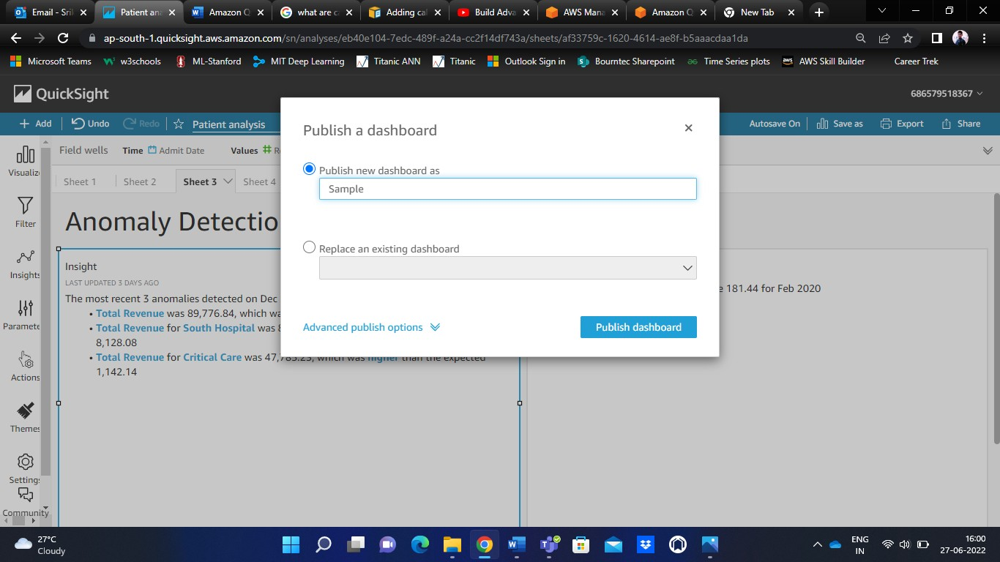 Email - Sri
Patient ana
Amazon Q
what are ca
Adding cal
Build Adva
AWS Mana
Amazon Q
New Tab
ap-south-1.quicksight.aws.amazon.com/sn/analyses/eb40e104-7edc-489f-a24a-cc2f14df743a/sheets/af33759c-1620-4614-ae8f-b5aaacdaa1da
Microsoft Teams w3schools ML-Stanford MIT Deep Learning Titanic ANN Titanic Outlook Sign in Bourntec Sharepoint Time Series plots AWS Skill Builder Career Trek
QuickSight
686579518367
+ Add Undo Redo Patient analysis Autosave On Save as Export Share
Visualize
Filter
Insights
Parameter
Actions
Themes
Settings
Community
Field wells Time Admit Date Values
Sheet 1 Sheet 2 Sheet 3 Sheet 4
Anomaly Detectio
Insight
LAST UPDATED 3 DAYS AGO
The most recent 3 anomalies detected on Dec
• Total Revenue was 89,776.84, which wa
• Total Revenue for South Hospital was
8,128.08
• Total Revenue for Critical Care was 47,785.25, which was higher than the expected
1,142.14
e 181.44 for Feb 2020
Publish a dashboard
Publish new dashboard as
Sample
Replace an existing dashboard
Advanced publish options
Publish dashboard
27°C
Cloudy
ENG
IN
16:00
27-06-2022